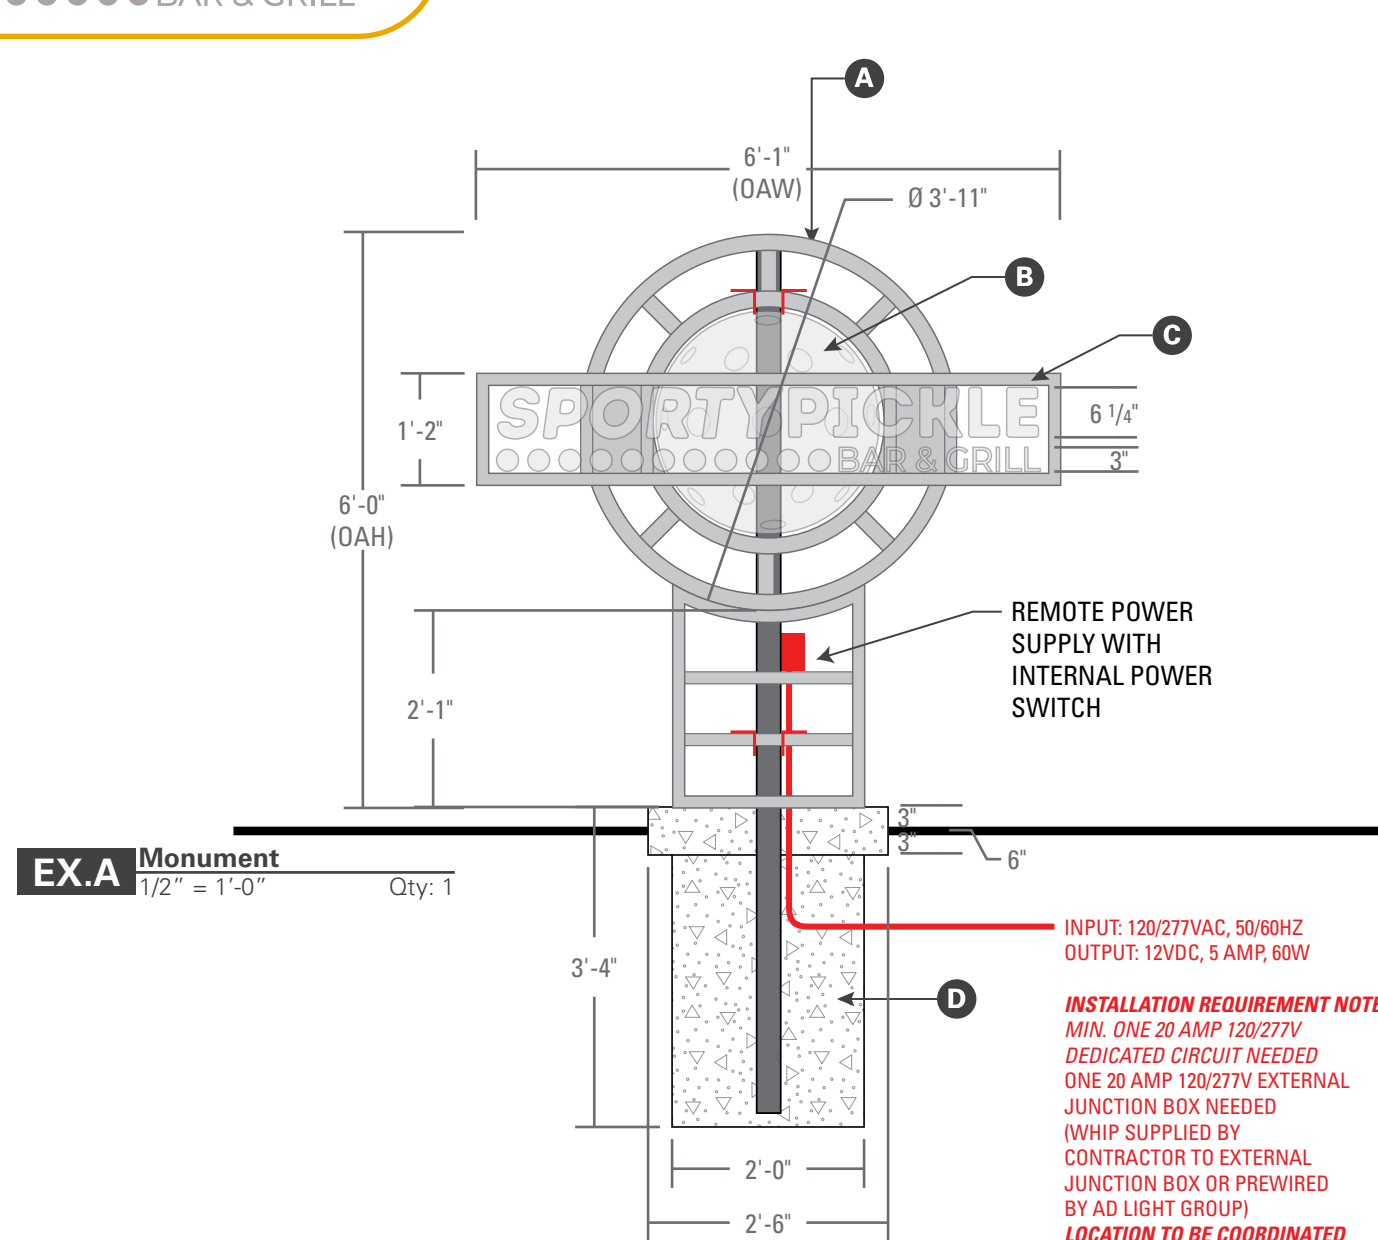 BAR & GRILL
A
6'-1"
(OAW)
Ø 3'-11"
B
C
SPORTYPICKLE
BAR & GRILL
6 1/4"
3"
1'-2"
6'-0"
(OAH)
REMOTE POWER
SUPPLY WITH
INTERNAL POWER
SWITCH
2'-1"
3"
3"
6"
EX.A
Monument
1/2" = 1'-0" Qty: 1
INPUT: 120/277VAC, 50/60HZ
OUTPUT: 12VDC, 5 AMP, 60W
3'-4"
D
INSTALLATION REQUIREMENT NOTE
MIN. ONE 20 AMP 120/277V
DEDICATED CIRCUIT NEEDED
ONE 20 AMP 120/277V EXTERNAL
JUNCTION BOX NEEDED
(WHIP SUPPLIED BY
CONTRACTOR TO EXTERNAL
JUNCTION BOX OR PREWIRED
BY AD LIGHT GROUP)
LOCATION TO BE COORDINATED
2'-0"
2'-6"